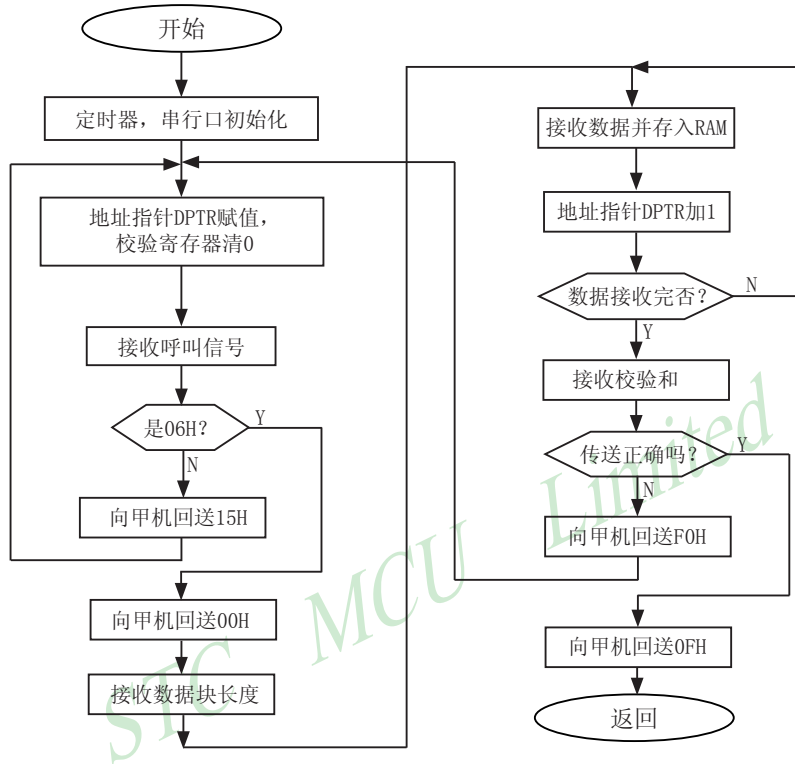 开始
定时器，串行口初始化
地址指针DPTR赋值，
校验寄存器清0
接收呼叫信号
是06H？
Y
N
向甲机回送15H
向甲机回送00H
接收数据块长度
接收数据并存入RAM
地址指针DPTR加1
数据接收完否？
N
Y
接收校验和
传送正确吗？
Y
N
向甲机回送F0H
向甲机回送0FH
返回
STC MCU Limited